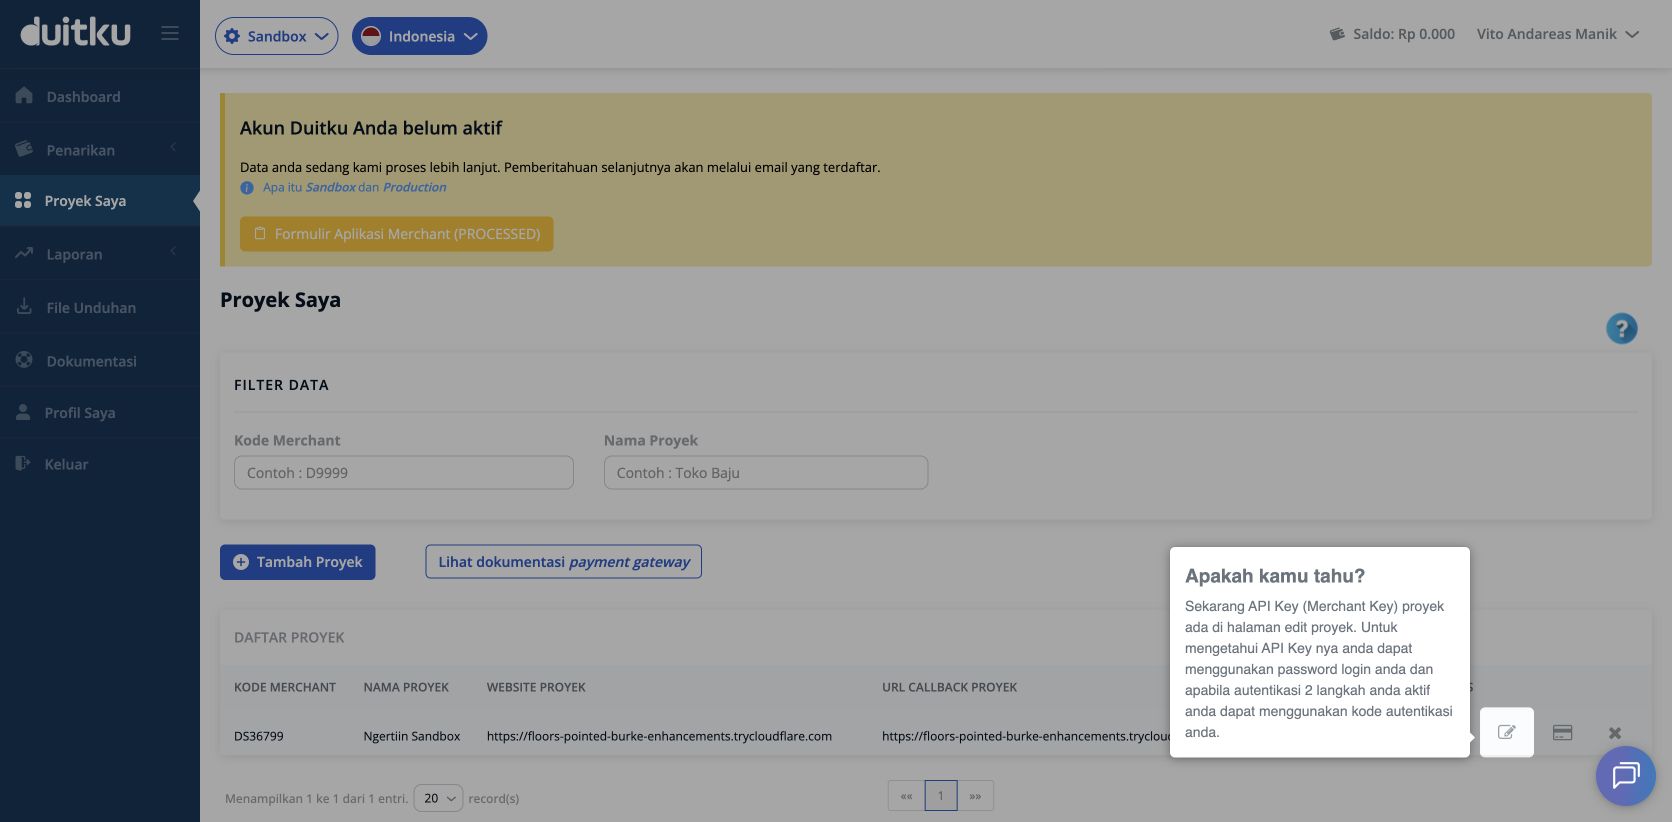 duitku
Sandbox
Indonesia
Saldo: Rp 0.000
Vito Andareas Manik
Dashboard
Penarikan
Proyek Saya
Laporan
File Unduhan
Dokumentasi
Profil Saya
Keluar
Akun Duitku Anda belum aktif
Data anda sedang kami proses lebih lanjut. Pemberitahuan selanjutnya akan melalui email yang terdaftar.
Apa itu Sandbox dan Production
Formulir Aplikasi Merchant (PROCESSED)
Proyek Saya
?
FILTER DATA
Kode Merchant
Nama Proyek
Contoh : D9999
Contoh : Toko Baju
Tambah Proyek
Lihat dokumentasi payment gateway
Apakah kamu tahu?
Sekarang API Key (Merchant Key) proyek
ada di halaman edit proyek. Untuk
mengetahui API Key nya anda dapat
menggunakan password login anda dan
apabila autentikasi 2 langkah anda aktif
anda dapat menggunakan kode autentikasi
anda.
DAFTAR PROYEK
KODE MERCHANT
NAMA PROYEK
WEBSITE PROYEK
URL CALLBACK PROYEK
DS36799
Ngertiin Sandbox
https://floors-pointed-burke-enhancements.trycloudflare.com
https://floors-pointed-burke-enhancements.tryclou
Menampilkan 1 ke 1 dari 1 entri.
20
record(s)
«« 1 »»